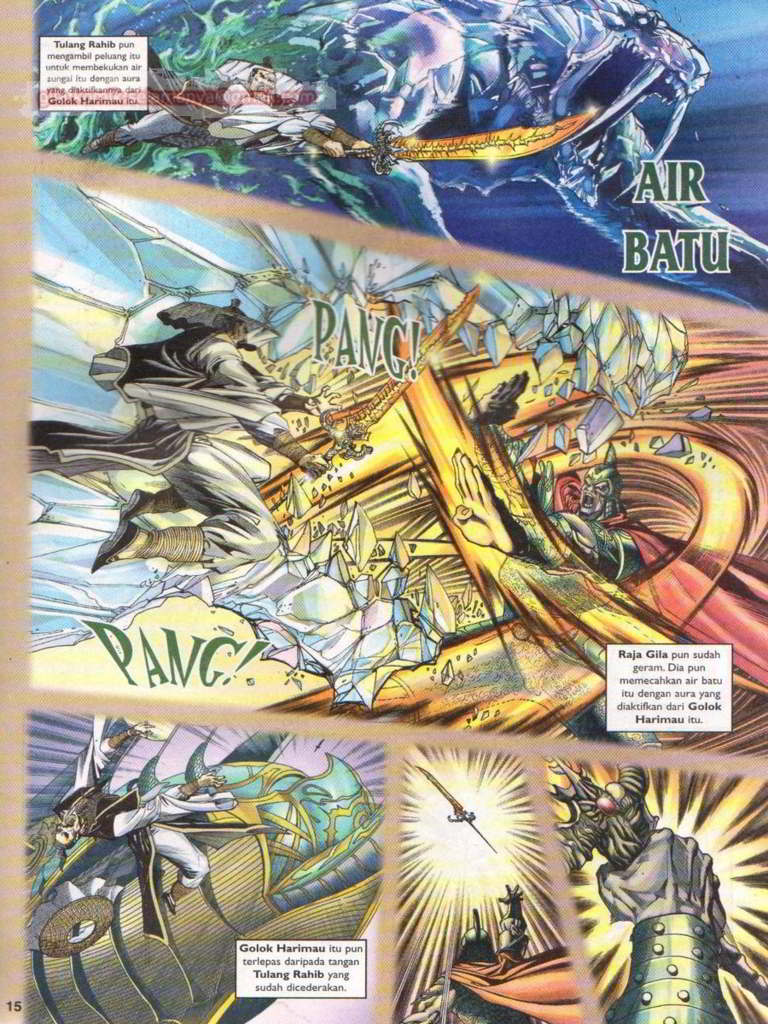 Tulang Rahib pun
mengambil peluang itu
untuk membekukan air
zungai itu dengan aura
yang diaktifkannya dari
Golok Harimau itu.
AIR
BATU
PANG!
PANG!
Raja Gila pun sudah
geram. Dia pun
memecahkan air batu
itu dengan aura yang
diaktifkan dari Golok
Harimau itu.
Golok Harimau itu pun
terlepas daripada tangan
Tulang Rahib yang
sudah dicederakan.
15